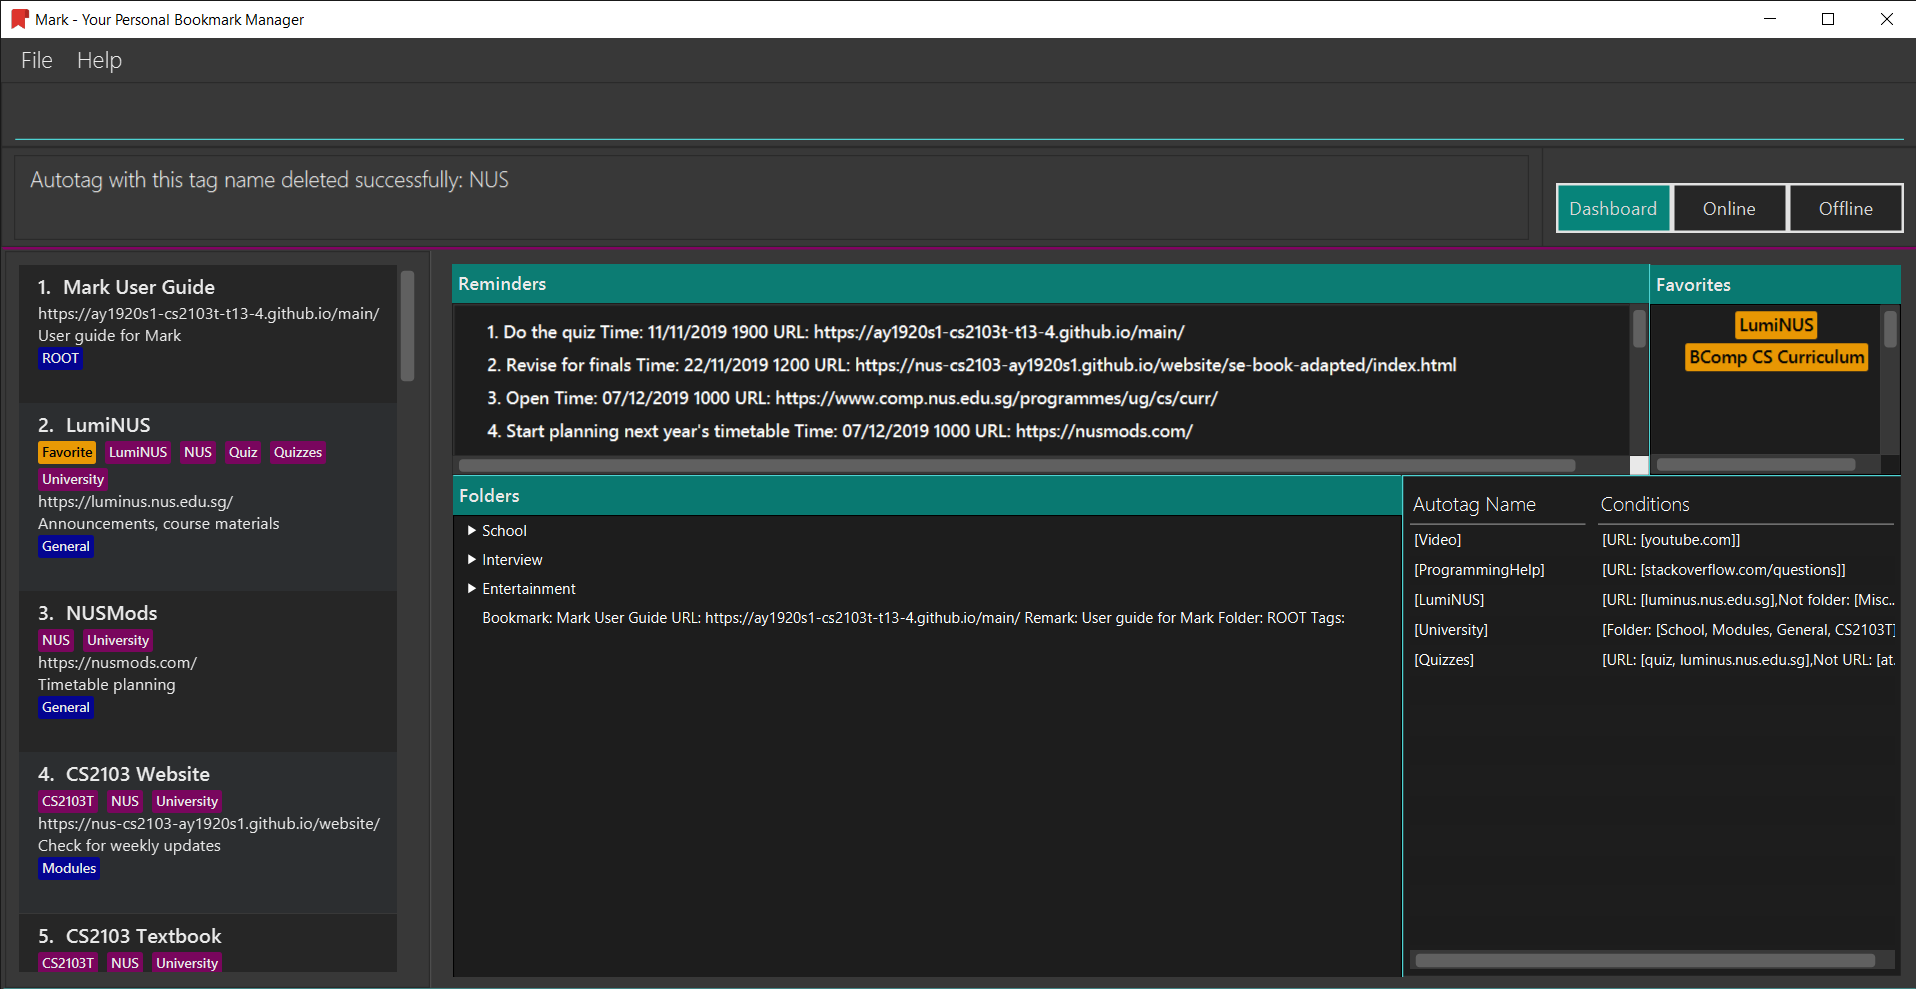 Mark - Your Personal Bookmark Manager
File Help
Autotag with this tag name deleted successfully: NUS
Dashboard Online Offline
1. Mark User Guide
https://ay1920s1-cs2103t-t13-4.github.io/main/
User guide for Mark
ROOT
2. LumiNUS
Favorite LumiNUS NUS Quiz Quizzes
University
https://luminus.nus.edu.sg/
Announcements, course materials
General
3. NUSMods
NUS University
https://nusmods.com/
Timetable planning
General
4. CS2103 Website
CS2103T NUS University
https://nus-cs2103-ay1920s1.github.io/website/
Check for weekly updates
Modules
5. CS2103 Textbook
CS2103T NUS University
Reminders
1. Do the quiz Time: 11/11/2019 1900 URL: https://ay1920s1-cs2103t-t13-4.github.io/main/
2. Revise for finals Time: 22/11/2019 1200 URL: https://nus-cs2103-ay1920s1.github.io/website/se-book-adapted/index.html
3. Open Time: 07/12/2019 1000 URL: https://www.comp.nus.edu.sg/programmes/ug/cs/curr/
4. Start planning next year's timetable Time: 07/12/2019 1000 URL: https://nusmods.com/
Favorites
LumiNUS
BComp CS Curriculum
Folders
School
Interview
Entertainment
Bookmark: Mark User Guide URL: https://ay1920s1-cs2103t-t13-4.github.io/main/ Remark: User guide for Mark Folder: ROOT Tags:
Autotag Name Conditions
[Video] [URL: [youtube.com]]
[ProgrammingHelp] [URL: [stackoverflow.com/questions]]
[LumiNUS] [URL: [luminus.nus.edu.sg],Not folder: [Misc...
[University] [Folder: [School, Modules, General, CS2103T]
[Quizzes] [URL: [quiz, luminus.nus.edu.sg],Not URL: [at...